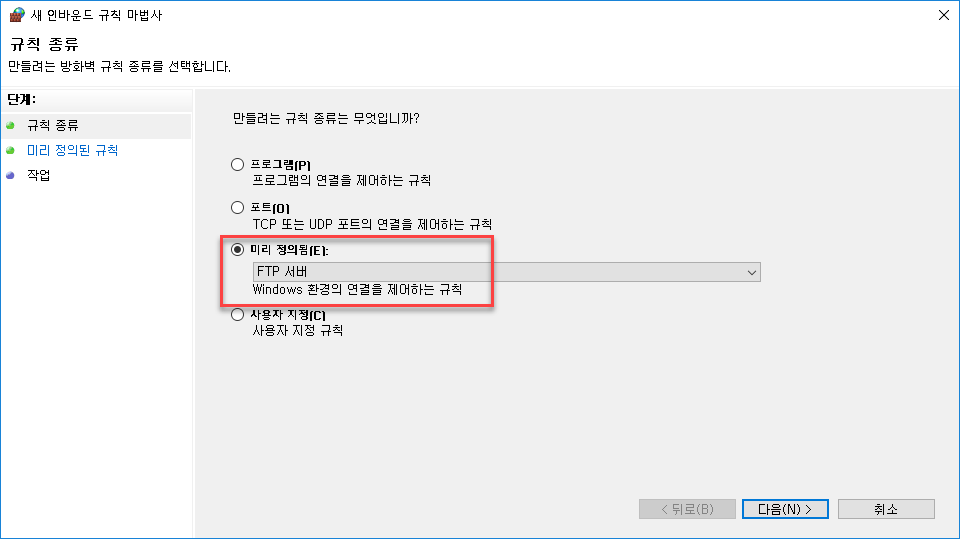 새 인바운드 규칙 마법사
규칙 종류
만들려는 방화벽 규칙 종류를 선택합니다.
단계:
규칙 종류
미리 정의된 규칙
작업
만들려는 규칙 종류는 무엇입니까?
프로그램(P)
프로그램의 연결을 제어하는 규칙
포트(O)
TCP 또는 UDP 포트의 연결을 제어하는 규칙
미리 정의됨(E):
FTP 서버
Windows 환경의 연결을 제어하는 규칙
사용자 지정(C)
사용자 지정 규칙
< 뒤로(B)
다음(N) >
취소